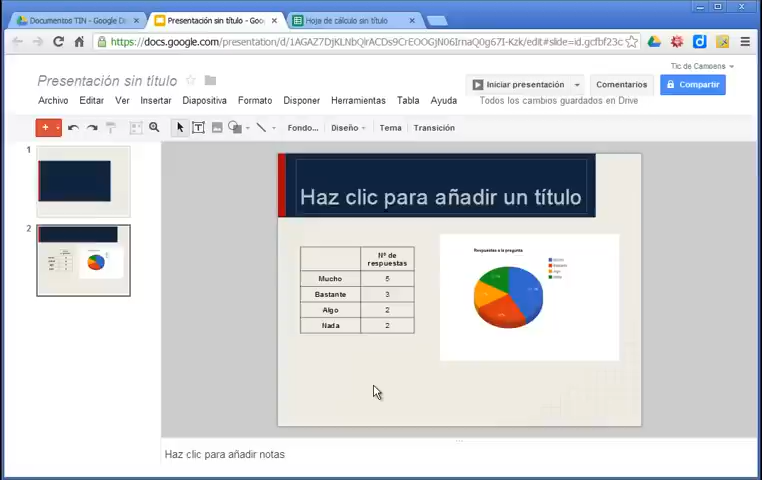 Documentos TIN - Google Di
Presentación sin título - Goo
Hoja de cálculo sin título
https://docs.google.com/presentation/d/1AGAZ7DjKLNbQlrACDs9CrEOOGjN06IrnaQ0g67I-Kzk/edit#slide=id.gcfbf23c
Tic de Camoens
Presentación sin título
Iniciar presentación
Comentarios
Compartir
Archivo Editar Ver Insertar Diapositiva Formato Disponer Herramientas Tabla Ayuda
Todos los cambios guardados en Drive
Fondo... Diseño Tema Transición
1
2
Haz clic para añadir un título
Nº de
respuestas
Mucho 5
Bastante 3
Algo 2
Nada 2
Respuestas a la pregunta
Haz clic para añadir notas